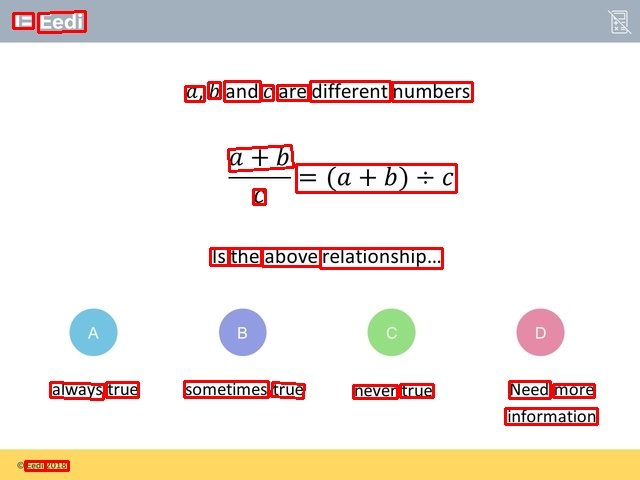 Eedi
a, b and c are different numbers
\frac{a + b}{c} = (a + b) ÷ c
Is the above relationship...
A B C D
always true sometimes true never true Need more information
© Eedi 2018